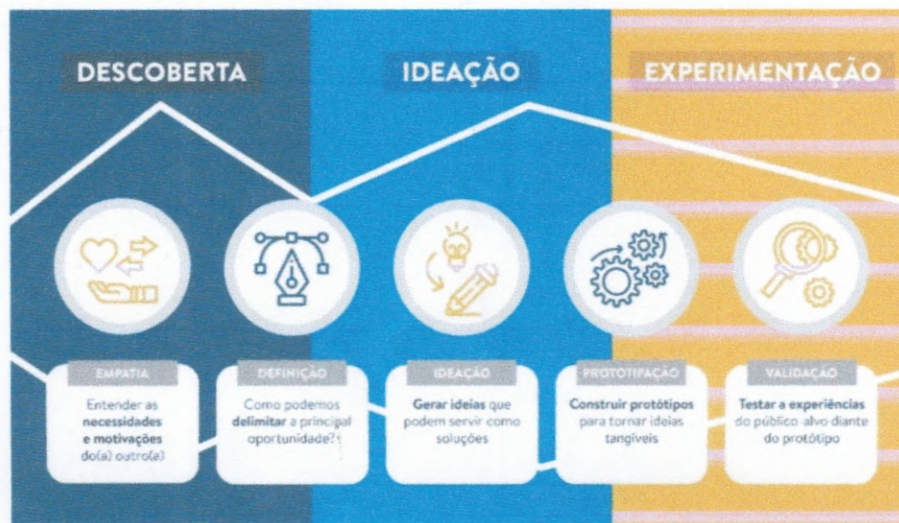 DESCOBERTA
IDEAÇÃO
EXPERIMENTAÇÃO
EMPATIA
Entender as
necessidades
e motivações
do(a) outro(a)
DEFINIÇÃO
Como podemos
delimitar a principal
oportunidade?
IDEAÇÃO
Gerar ideias que
podem servir como
soluções
PROTOTIPAÇÃO
Construir protótipos
para tornar ideias
tangíveis
VALIDAÇÃO
Testar a experiências
do público-alvo diante
do protótipo